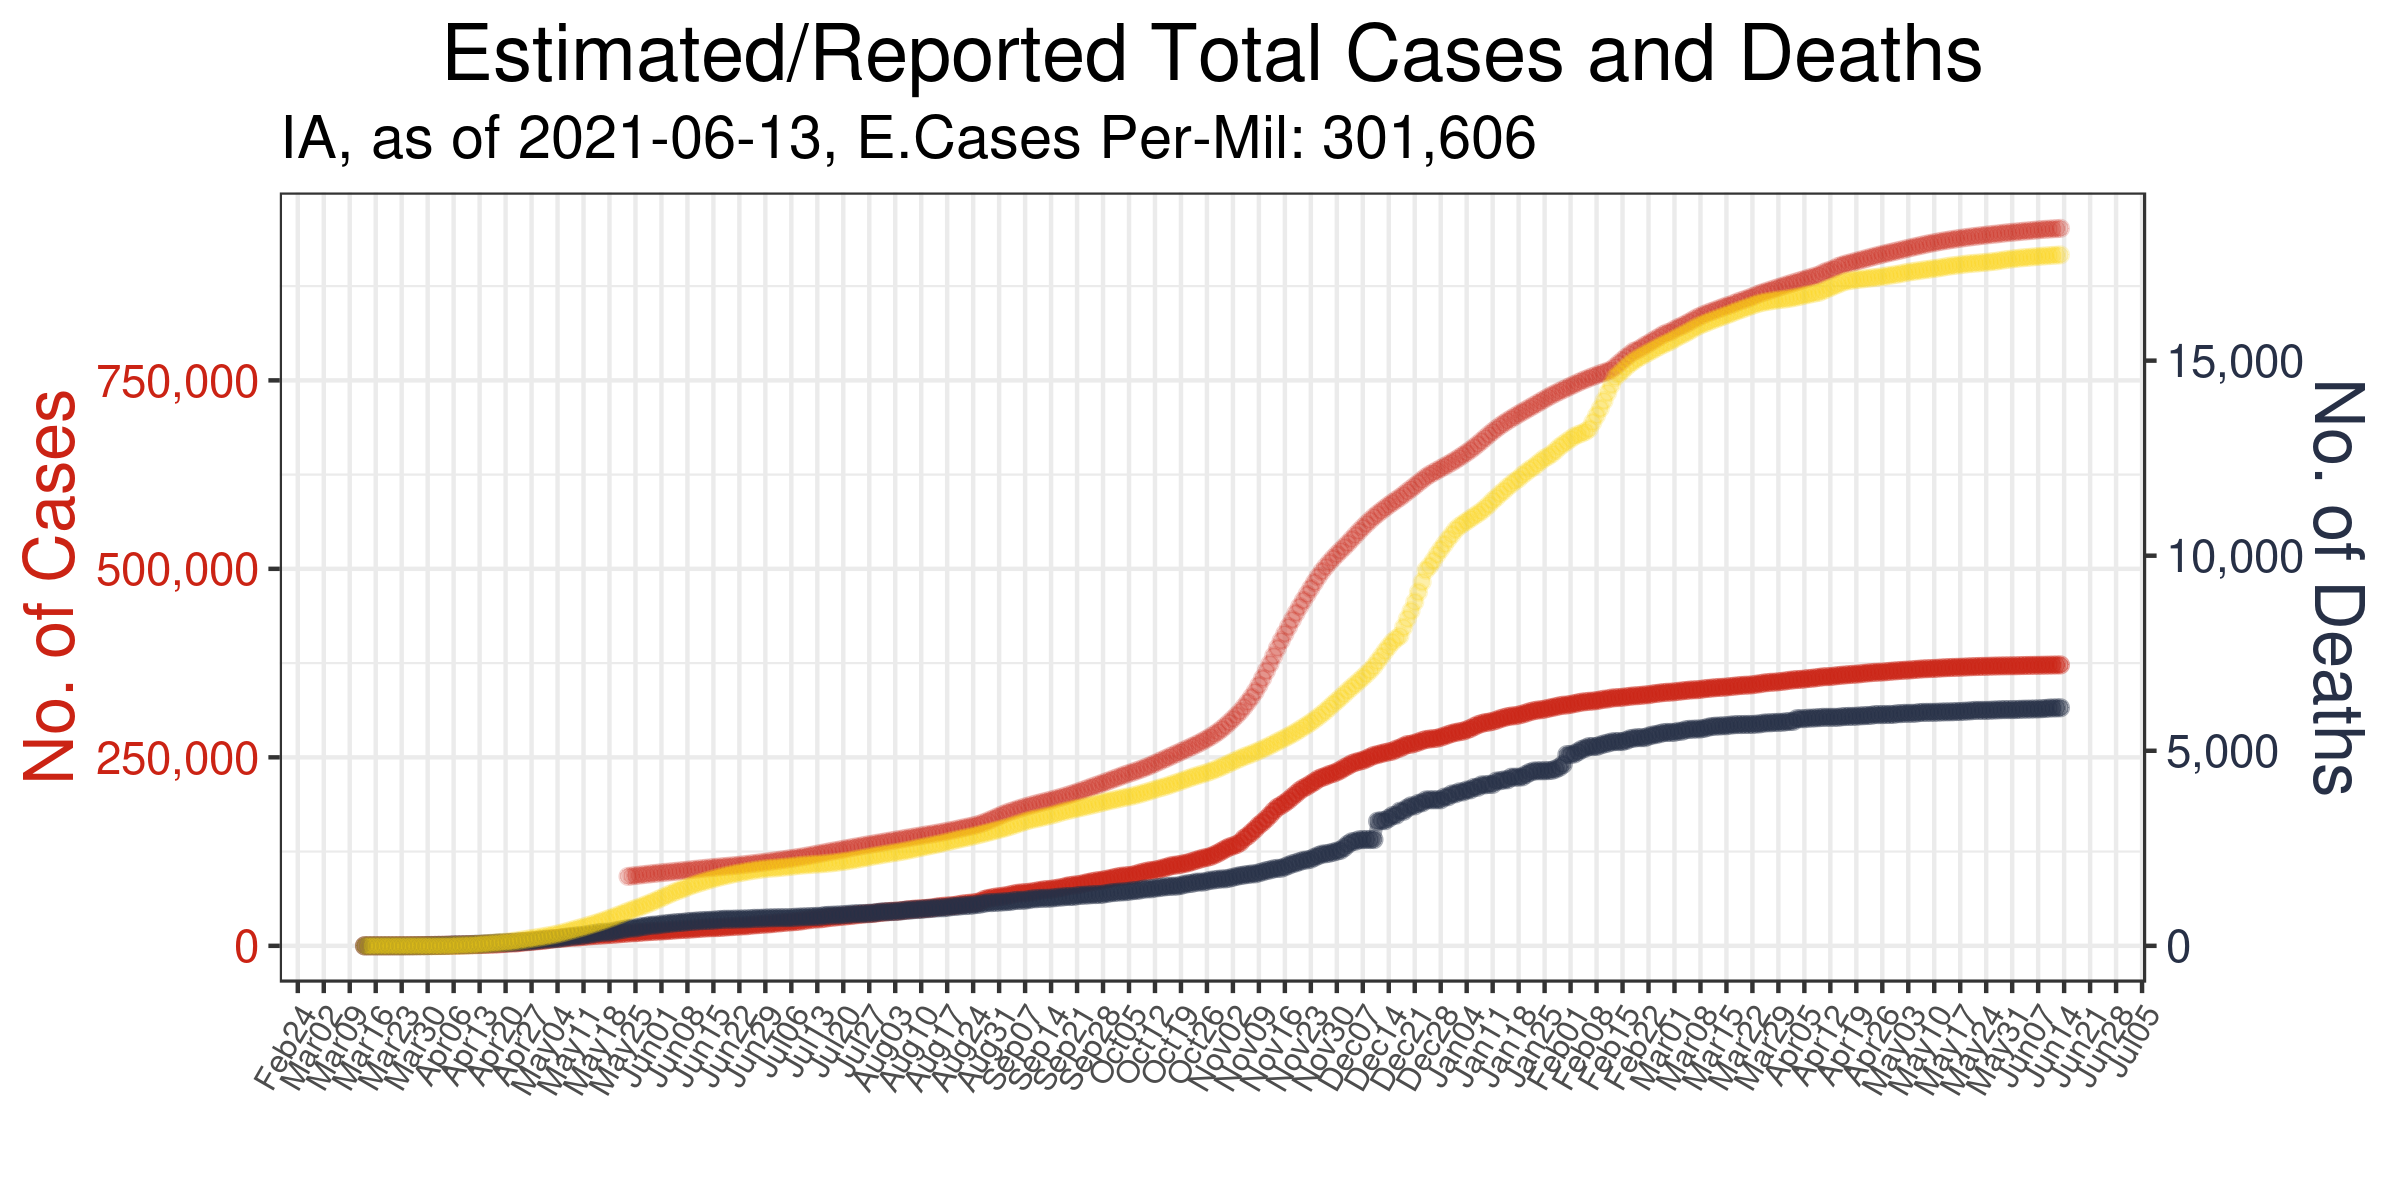 Estimated/Reported Total Cases and Deaths
IA, as of 2021-06-13, E.Cases Per-Mil: 301,606
No. of Cases
750,000
500,000
250,000
0
15,000
10,000
5,000
0
No. of Deaths
Feb24
Mar02
Mar09
Mar16
Mar23
Mar30
Apr06
Apr13
Apr20
Apr27
May04
May11
May18
May25
Jun01
Jun08
Jun15
Jun22
Jun29
Jul06
Jul13
Jul20
Jul27
Aug03
Aug10
Aug17
Aug24
Aug31
Sep07
Sep14
Sep21
Sep28
Oct05
Oct12
Oct19
Oct26
Nov02
Nov09
Nov16
Nov23
Nov30
Dec07
Dec14
Dec21
Dec28
Jan04
Jan11
Jan18
Jan25
Feb01
Feb08
Feb15
Feb22
Mar01
Mar08
Mar15
Mar22
Mar29
Apr05
Apr12
Apr19
Apr26
May03
May10
May17
May24
May31
Jun07
Jun14
Jun21
Jun28
Jul05